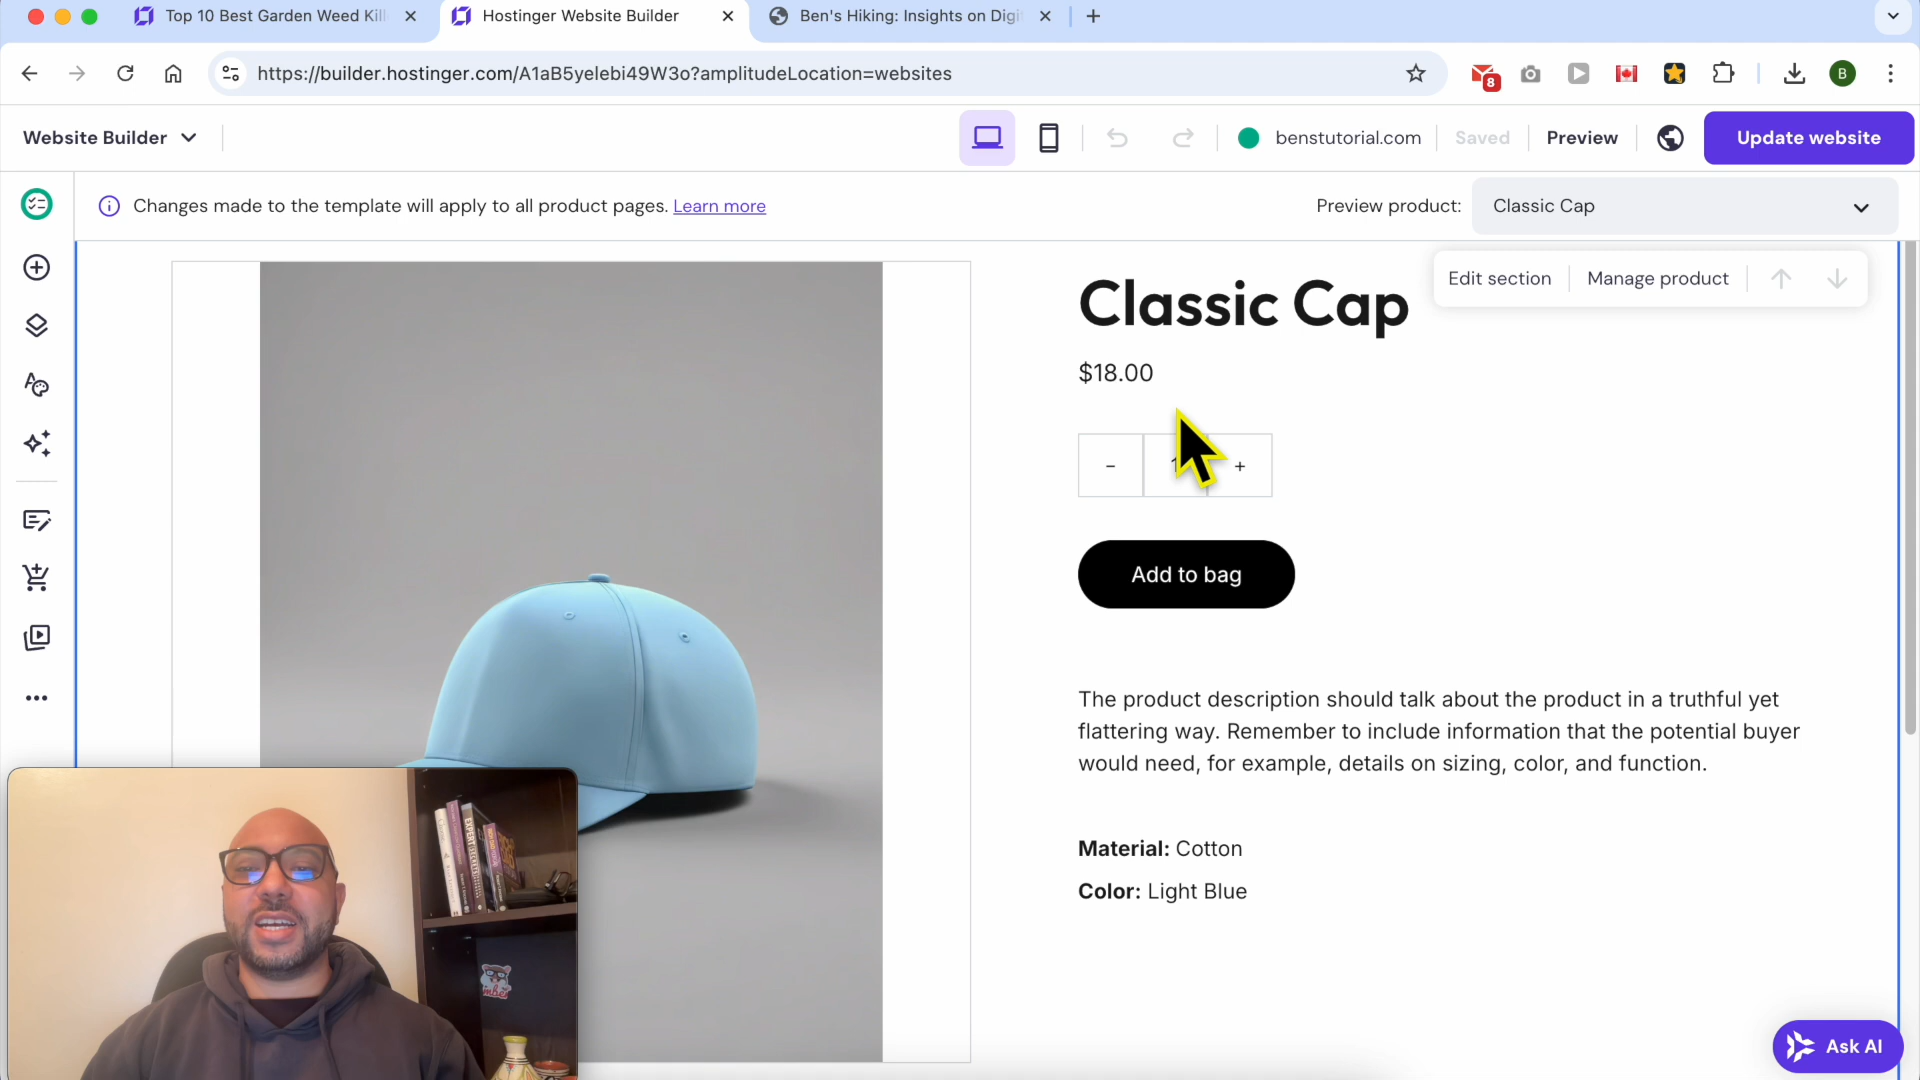 Top 10 Best Garden Weed Kill
Hostinger Website Builder
Ben's Hiking: Insights on Digi
https://builder.hostinger.com/A1aB5yelebi49W3o?amplitudeLocation=websites
8
B
Website Builder
benstutorial.com
Saved
Preview
Update website
Changes made to the template will apply to all product pages. Learn more
Preview product:
Classic Cap
Edit section
Manage product
Classic Cap
$18.00
-
+
Add to bag
The product description should talk about the product in a truthful yet
flattering way. Remember to include information that the potential buyer
would need, for example, details on sizing, color, and function.
Material: Cotton
Color: Light Blue
EXPERT
Ask AI